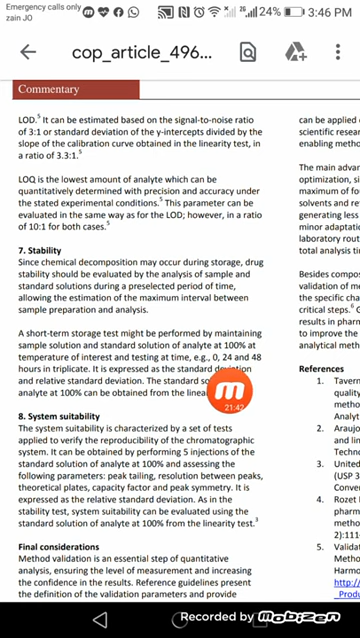 Emergency calls only
zain JO
24% 3:46 PM
cop_article_496...
Commentary
LOD.5 It can be estimated based on the signal-to-noise ratio
of 3:1 or standard deviation of the y-intercepts divided by the
slope of the calibration curve obtained in the linearity test, in
a ratio of 3.3:1.5
LOQ is the lowest amount of analyte which can be
quantitatively determined with precision and accuracy under
the stated experimental conditions.5 This parameter can be
evaluated in the same way as for the LOD; however, in a ratio
of 10:1 for both cases.5
7. Stability
Since chemical decomposition may occur during storage, drug
stability should be evaluated by the analysis of sample and
standard solutions during a preselected period of time,
allowing the estimation of the maximum interval between
sample preparation and analysis.
A short-term storage test might be performed by maintaining
sample solution and standard solution of analyte at 100% at
temperature of interest and testing at time, e.g., 0, 24 and 48
hours in triplicate. It is expressed as the standard deviation
and relative standard deviation. The standard so
analyte at 100% can be obtained from the linea
21:42
8. System suitability
The system suitability is characterized by a set of tests
applied to verify the reproducibility of the chromatographic
system. It can be obtained by performing 5 injections of the
standard solution of analyte at 100% and assessing the
following parameters: peak tailing, resolution between peaks,
theoretical plates, capacity factor and peak symmetry. It is
expressed as the relative standard deviation. As in the
stability test, system suitability can be evaluated using the
standard solution of analyte at 100% from the linearity test.3
Final considerations
Method validation is an essential step of quantitative
analysis, ensuring the level of measurement and increasing
the confidence in the results. Reference guidelines present
the definition of the validation parameters and provide
can be applied
scientific resear
enabling metho
The main advan
optimization, si
maximum of fo
solvents and re
generating less
minor adaptatio
laboratory rout
total analysis ti
Besides compos
validation of me
the specific cha
critical steps.6 G
results in pharm
to improve the
analytical meth
References
1. Tavern
quality
metho
Analyt
2. Araujo
and lin
Techno
3. United
(USP 3
Conver
4. Rozet
pharm
metho
2):111-
5. Validat
Metho
Harmo
http://
_Produ
Recorded by Mobizen